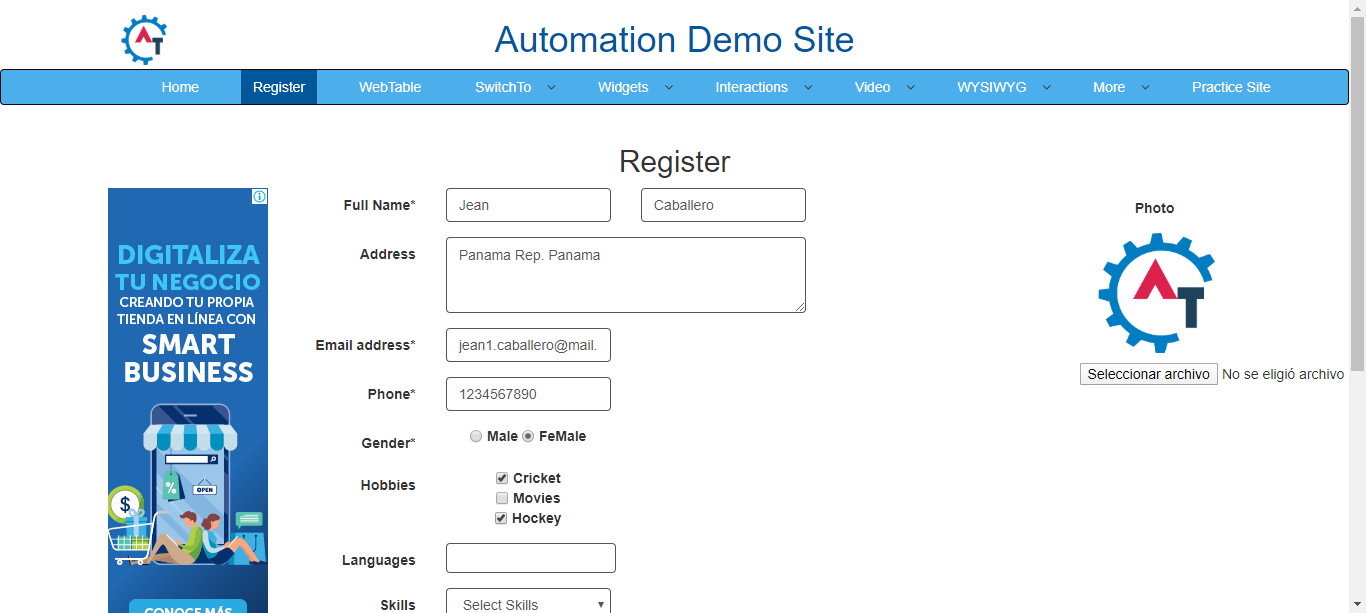 Automation Demo Site
Home Register WebTable SwitchTo Widgets Interactions Video WYSIWYG More Practice Site
Register
DIGITALIZA
TU NEGOCIO
CREANDO TU PROPIA
TIENDA EN LÍNEA CON
SMART
BUSINESS
%
OPEN
$
CONOCE MÁS
Full Name* Jean Caballero
Address Panama Rep. Panama
Email address* jean1.caballero@mail.
Phone* 1234567890
Gender* Male FeMale
Hobbies Cricket
Movies
Hockey
Languages
Skills Select Skills
Photo
AT
Seleccionar archivo No se eligió archivo